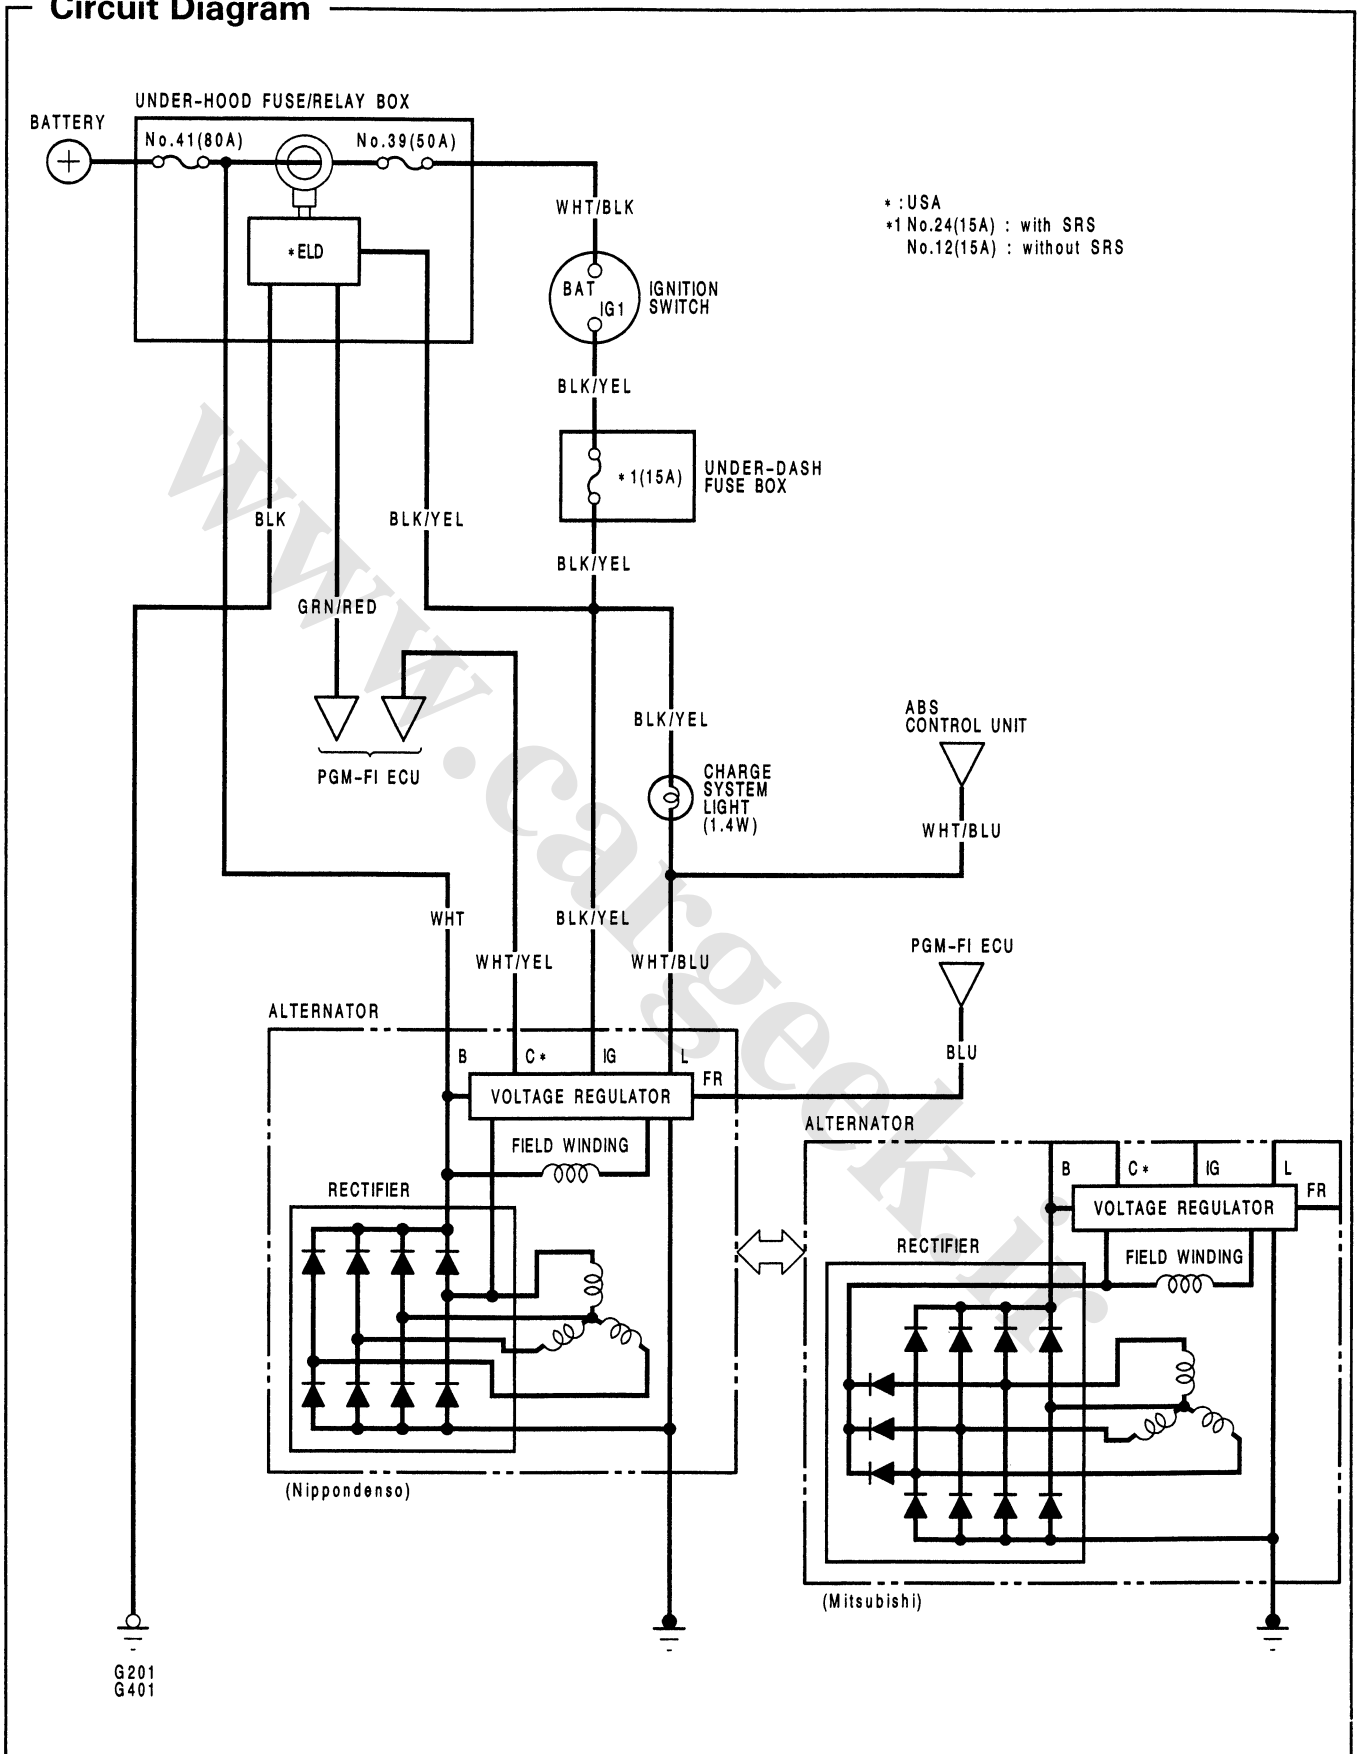 Circuit Diagram
UNDER-HOOD FUSE/RELAY BOX
BATTERY
No.41(80A)
No.39(50A)
WHT/BLK
* :USA
*1 No.24(15A) : with SRS
No.12(15A) : without SRS
*ELD
BAT
IG1
IGNITION
SWITCH
BLK/YEL
*1(15A)
UNDER-DASH
FUSE BOX
BLK
BLK/YEL
BLK/YEL
GRN/RED
PGM-FI ECU
BLK/YEL
ABS
CONTROL UNIT
CHARGE
SYSTEM
LIGHT
(1.4W)
WHT/BLU
WHT
BLK/YEL
WHT/YEL
WHT/BLU
PGM-FI ECU
BLU
ALTERNATOR
B
C*
IG
L
FR
VOLTAGE REGULATOR
FIELD WINDING
RECTIFIER
(Nippondenso)
ALTERNATOR
B
C*
IG
L
FR
VOLTAGE REGULATOR
FIELD WINDING
RECTIFIER
(Mitsubishi)
G201
G401
www.cargeek.ir